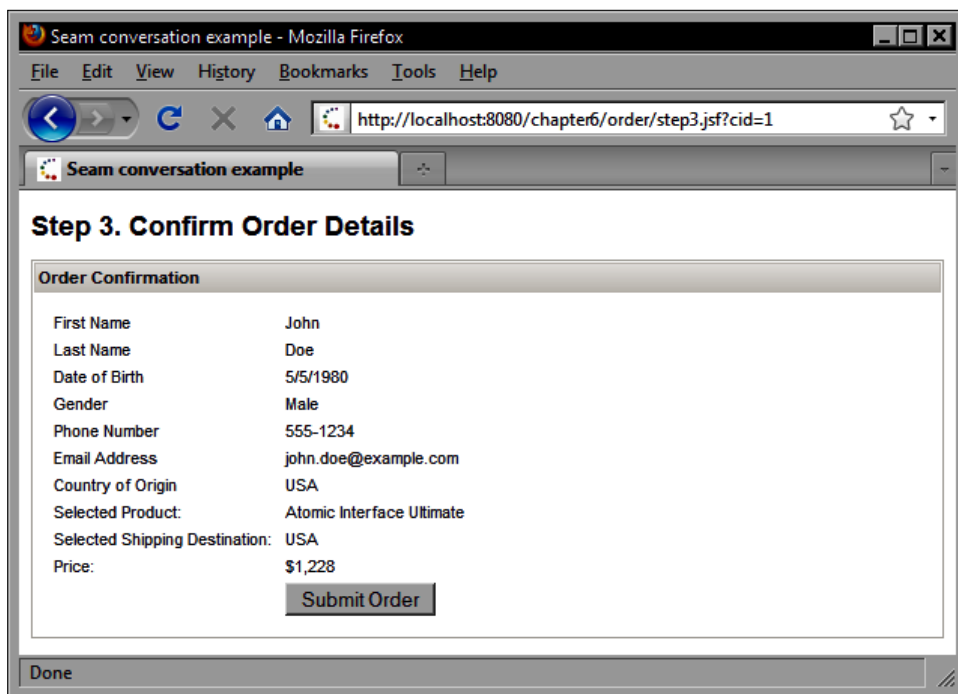 Seam conversation example - Mozilla Firefox
File Edit View History Bookmarks Tools Help
http://localhost:8080/chapter6/order/step3.jsf?cid=1
Seam conversation example
Step 3. Confirm Order Details
Order Confirmation
First Name John
Last Name Doe
Date of Birth 5/5/1980
Gender Male
Phone Number 555-1234
Email Address john.doe@example.com
Country of Origin USA
Selected Product: Atomic Interface Ultimate
Selected Shipping Destination: USA
Price: $1,228
Submit Order
Done